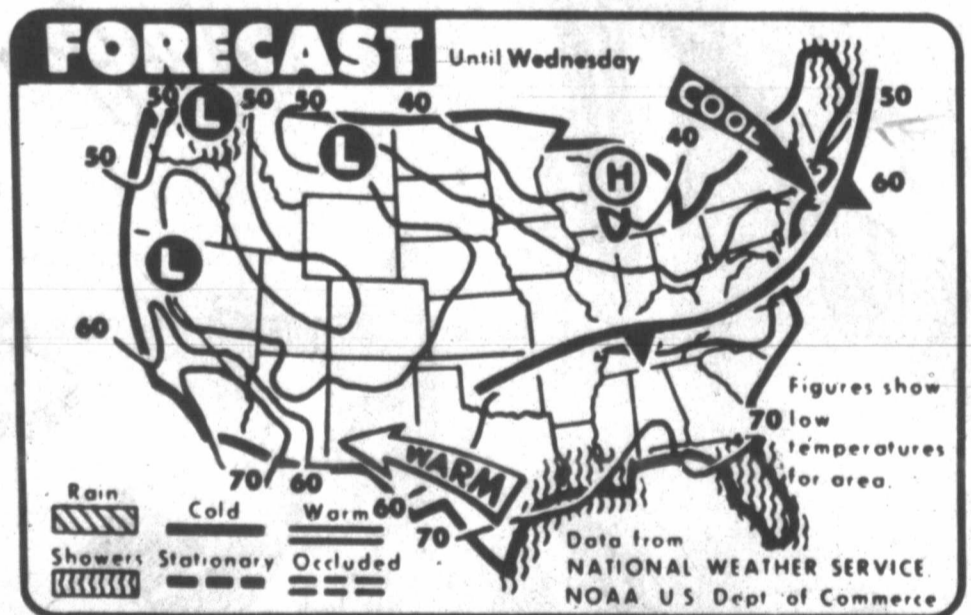 FORECAST
Until Wednesday
50 L 50 50 40
COOL
50
50
L
H
40
60
L
60
Figures show
70 low
temperatures
for area.
WARM
70 60
60
70
Rain
Cold
Warm
Showers
Stationary
Occluded
Data from
NATIONAL WEATHER SERVICE.
NOAA U S Dept of Commerce